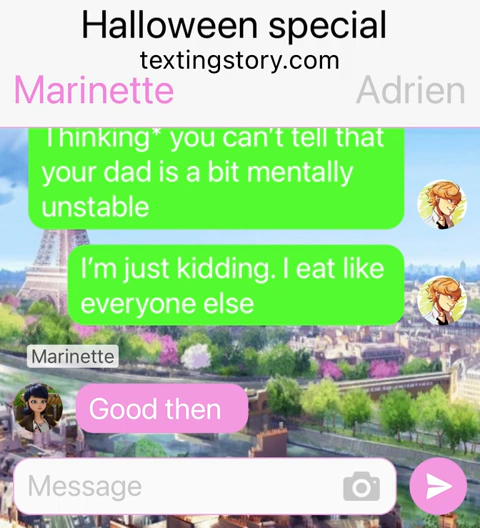 Halloween special
textingstory.com
Marinette Adrien
Thinking* you can't tell that
your dad is a bit mentally
unstable
I'm just kidding. I eat like
everyone else
Marinette
Good then
Message